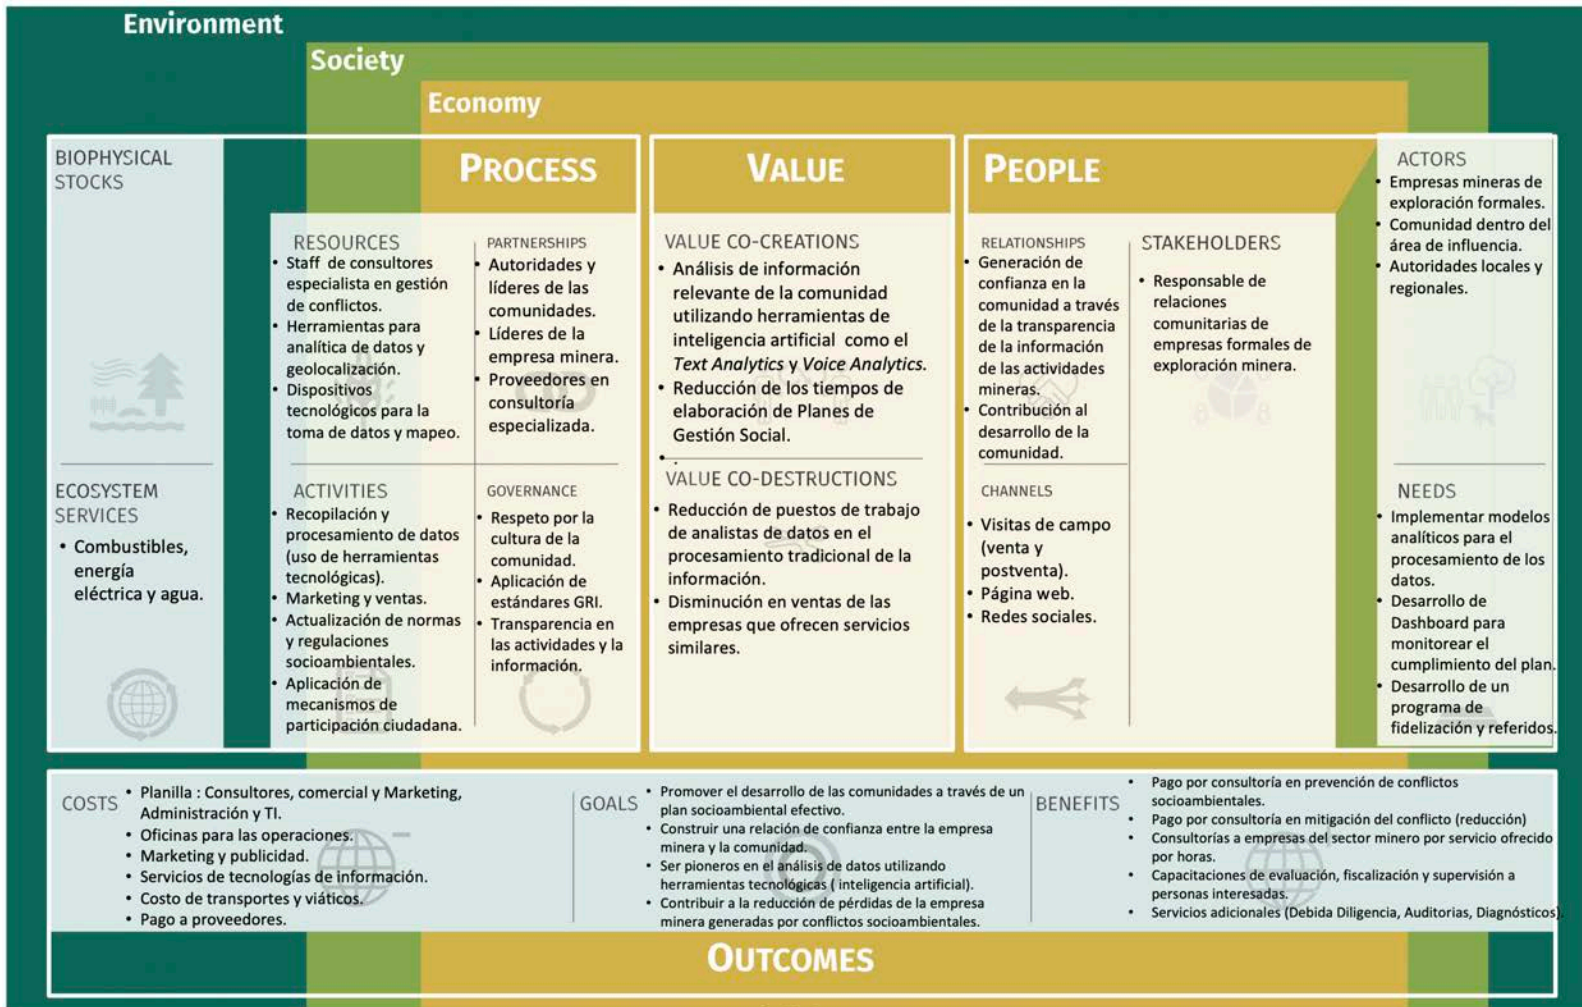 Environment
Society
Economy
BIOPHYSICAL
STOCKS
ECOSYSTEM
SERVICES
• Combustibles,
energía
eléctrica y agua.
PROCESS
RESOURCES
• Staff de consultores
especialista en gestión
de conflictos.
• Herramientas para
analítica de datos y
geolocalización.
• Dispositivos
tecnológicos para la
toma de datos y mapeo.
PARTNERSHIPS
• Autoridades y
líderes de las
comunidades.
• Líderes de la
empresa minera.
• Proveedores en
consultoría
especializada.
ACTIVITIES
• Recopilación y
procesamiento de datos
(uso de herramientas
tecnológicas).
• Marketing y ventas.
• Actualización de normas
y regulaciones
socioambientales.
• Aplicación de
mecanismos de
participación ciudadana.
GOVERNANCE
• Respeto por la
cultura de la
comunidad.
• Aplicación de
estándares GRI.
• Transparencia en
las actividades y la
información.
VALUE
VALUE CO-CREATIONS
• Análisis de información
relevante de la comunidad
utilizando herramientas de
inteligencia artificial como el
Text Analytics y Voice Analytics.
• Reducción de los tiempos de
elaboración de Planes de
Gestión Social.
• .
VALUE CO-DESTRUCTIONS
• Reducción de puestos de trabajo
de analistas de datos en el
procesamiento tradicional de la
información.
• Disminución en ventas de las
empresas que ofrecen servicios
similares.
PEOPLE
RELATIONSHIPS
• Generación de
confianza en la
comunidad a través
de la transparencia
de la información
de las actividades
mineras.
• Contribución al
desarrollo de la
comunidad.
STAKEHOLDERS
• Responsable de
relaciones
comunitarias de
empresas formales de
exploración minera.
CHANNELS
• Visitas de campo
(venta y
postventa).
• Página web.
• Redes sociales.
ACTORS
• Empresas mineras de
exploración formales.
• Comunidad dentro del
área de influencia.
• Autoridades locales y
regionales.
NEEDS
• Implementar modelos
analíticos para el
procesamiento de los
datos.
• Desarrollo de
Dashboard para
monitorear el
cumplimiento del plan.
• Desarrollo de un
programa de
fidelización y referidos.
COSTS
• Planilla : Consultores, comercial y Marketing,
Administración y TI.
• Oficinas para las operaciones.
• Marketing y publicidad.
• Servicios de tecnologías de información.
• Costo de transportes y viáticos.
• Pago a proveedores.
GOALS
• Promover el desarrollo de las comunidades a través de un
plan socioambiental efectivo.
• Construir una relación de confianza entre la empresa
minera y la comunidad.
• Ser pioneros en el análisis de datos utilizando
herramientas tecnológicas ( inteligencia artificial).
• Contribuir a la reducción de pérdidas de la empresa
minera generadas por conflictos socioambientales.
BENEFITS
• Pago por consultoría en prevención de conflictos
socioambientales.
• Pago por consultoría en mitigación del conflicto (reducción)
• Consultorías a empresas del sector minero por servicio ofrecido
por horas.
• Capacitaciones de evaluación, fiscalización y supervisión a
personas interesadas.
• Servicios adicionales (Debida Diligencia, Auditorias, Diagnósticos).
OUTCOMES